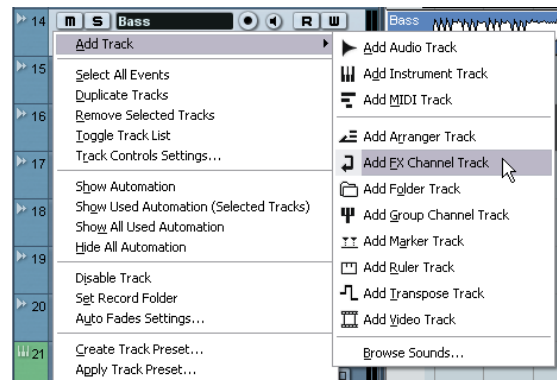 14 m S Bass R W Bass
Add Track
15
Select All Events
Duplicate Tracks
16 Remove Selected Tracks
Toggle Track List
17 Track Controls Settings...
Show Automation
18 Show Used Automation (Selected Tracks)
Show All Used Automation
Hide All Automation
19
Disable Track
20 Set Record Folder
Auto Fades Settings...
21 Create Track Preset...
Apply Track Preset...
Add Audio Track
Add Instrument Track
Add MIDI Track
Add Arranger Track
Add FX Channel Track
Add Folder Track
Add Group Channel Track
Add Marker Track
Add Ruler Track
Add Transpose Track
Add Video Track
Browse Sounds...